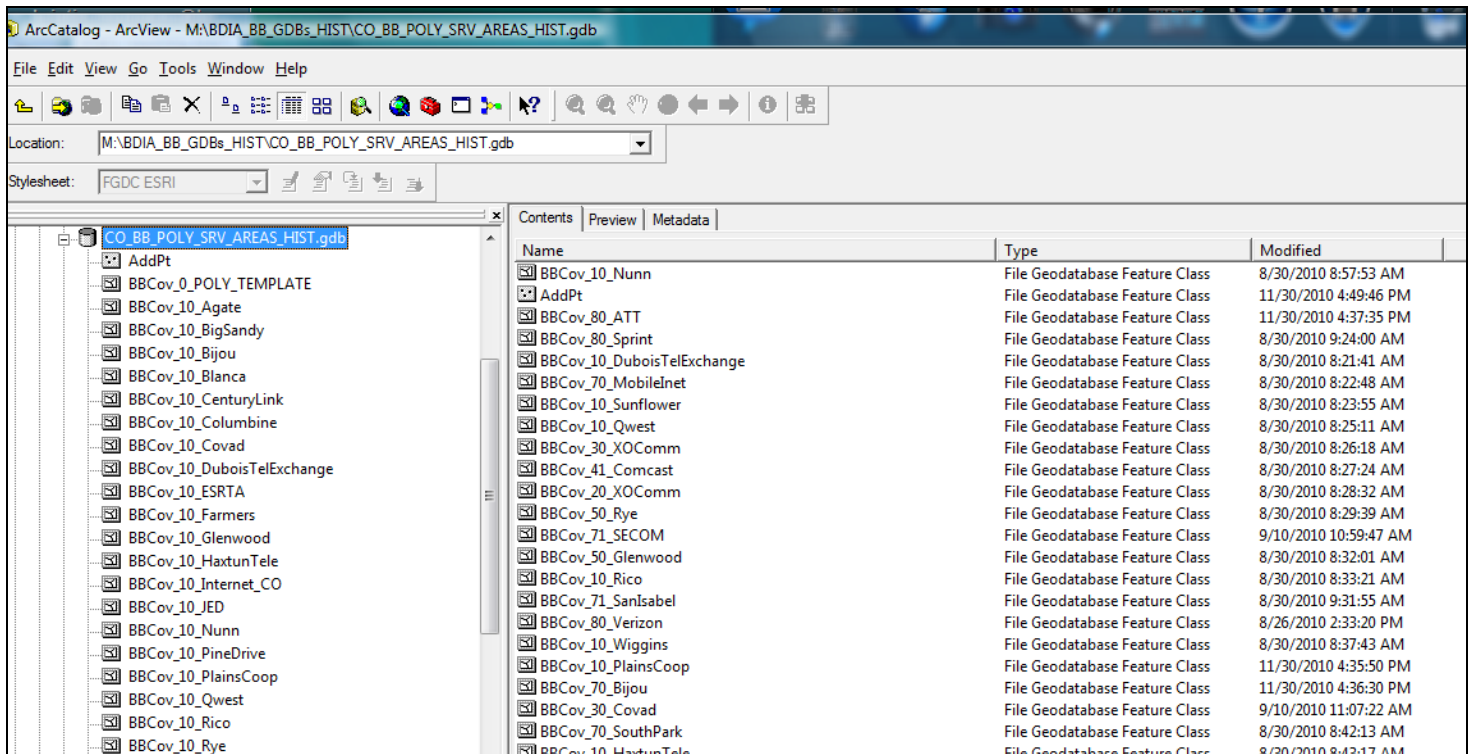 ArcCatalog - ArcView - M:\BDIA_BB_GDBs_HIST\CO_BB_POLY_SRV_AREAS_HIST.gdb
File Edit View Go Tools Window Help
Location: M:\BDIA_BB_GDBs_HIST\CO_BB_POLY_SRV_AREAS_HIST.gdb
Stylesheet: FGDC ESRI
CO_BB_POLY_SRV_AREAS_HIST.gdb
AddPt
BBCov_0_POLY_TEMPLATE
BBCov_10_Agate
BBCov_10_BigSandy
BBCov_10_Bijou
BBCov_10_Blanca
BBCov_10_CenturyLink
BBCov_10_Columbine
BBCov_10_Covad
BBCov_10_DuboisTelExchange
BBCov_10_ESRTA
BBCov_10_Farmers
BBCov_10_Glenwood
BBCov_10_HaxtunTele
BBCov_10_Internet_CO
BBCov_10_JED
BBCov_10_Nunn
BBCov_10_PineDrive
BBCov_10_PlainsCoop
BBCov_10_Qwest
BBCov_10_Rico
BBCov_10_Rye
Contents Preview Metadata
Name Type Modified
BBCov_10_Nunn File Geodatabase Feature Class 8/30/2010 8:57:53 AM
AddPt File Geodatabase Feature Class 11/30/2010 4:49:46 PM
BBCov_80_ATT File Geodatabase Feature Class 11/30/2010 4:37:35 PM
BBCov_80_Sprint File Geodatabase Feature Class 8/30/2010 9:24:00 AM
BBCov_10_DuboisTelExchange File Geodatabase Feature Class 8/30/2010 8:21:41 AM
BBCov_70_MobileInet File Geodatabase Feature Class 8/30/2010 8:22:48 AM
BBCov_10_Sunflower File Geodatabase Feature Class 8/30/2010 8:23:55 AM
BBCov_10_Qwest File Geodatabase Feature Class 8/30/2010 8:25:11 AM
BBCov_30_XOComm File Geodatabase Feature Class 8/30/2010 8:26:18 AM
BBCov_41_Comcast File Geodatabase Feature Class 8/30/2010 8:27:24 AM
BBCov_20_XOComm File Geodatabase Feature Class 8/30/2010 8:28:32 AM
BBCov_50_Rye File Geodatabase Feature Class 8/30/2010 8:29:39 AM
BBCov_71_SECOM File Geodatabase Feature Class 9/10/2010 10:59:47 AM
BBCov_50_Glenwood File Geodatabase Feature Class 8/30/2010 8:32:01 AM
BBCov_10_Rico File Geodatabase Feature Class 8/30/2010 8:33:21 AM
BBCov_71_SanIsabel File Geodatabase Feature Class 8/30/2010 9:31:55 AM
BBCov_80_Verizon File Geodatabase Feature Class 8/26/2010 2:33:20 PM
BBCov_10_Wiggins File Geodatabase Feature Class 8/30/2010 8:37:43 AM
BBCov_10_PlainsCoop File Geodatabase Feature Class 11/30/2010 4:35:50 PM
BBCov_70_Bijou File Geodatabase Feature Class 11/30/2010 4:36:30 PM
BBCov_30_Covad File Geodatabase Feature Class 9/10/2010 11:07:22 AM
BBCov_70_SouthPark File Geodatabase Feature Class 8/30/2010 8:42:13 AM
BBCov_10_HaxtunTele File Geodatabase Feature Class 8/30/2010 8:43:17 AM